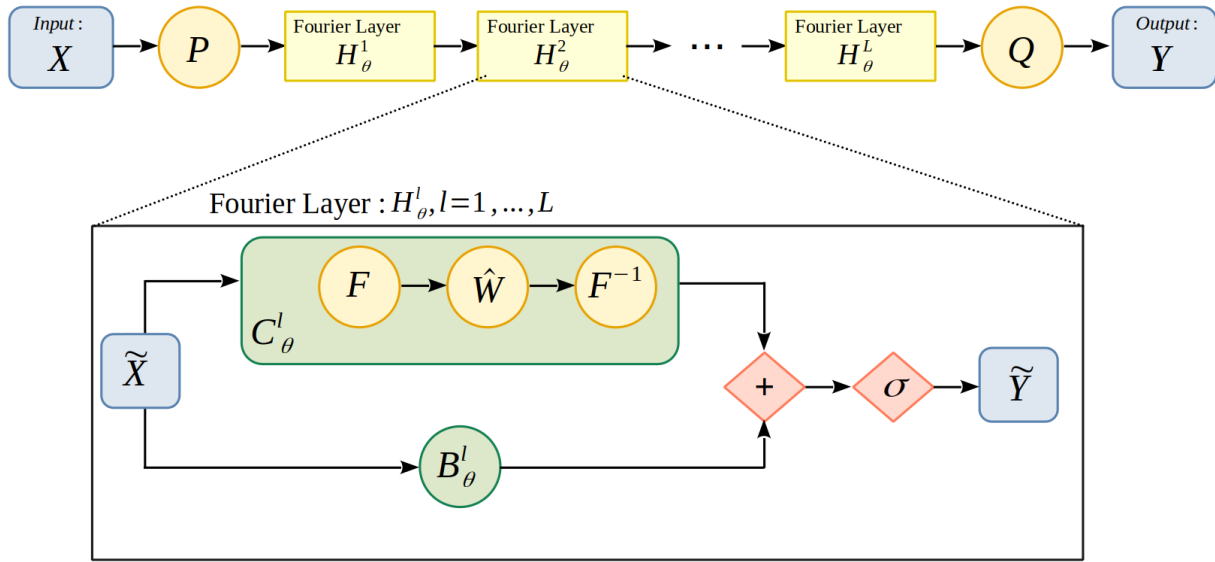 Input:
X
P
Fourier Layer
H_θ^1
Fourier Layer
H_θ^2
...
Fourier Layer
H_θ^L
Q
Output:
Y
Fourier Layer : H_θ^l, l=1, ..., L
F
Ŵ
F^{-1}
C_θ^l
X̃
+
σ
Ỹ
B_θ^l